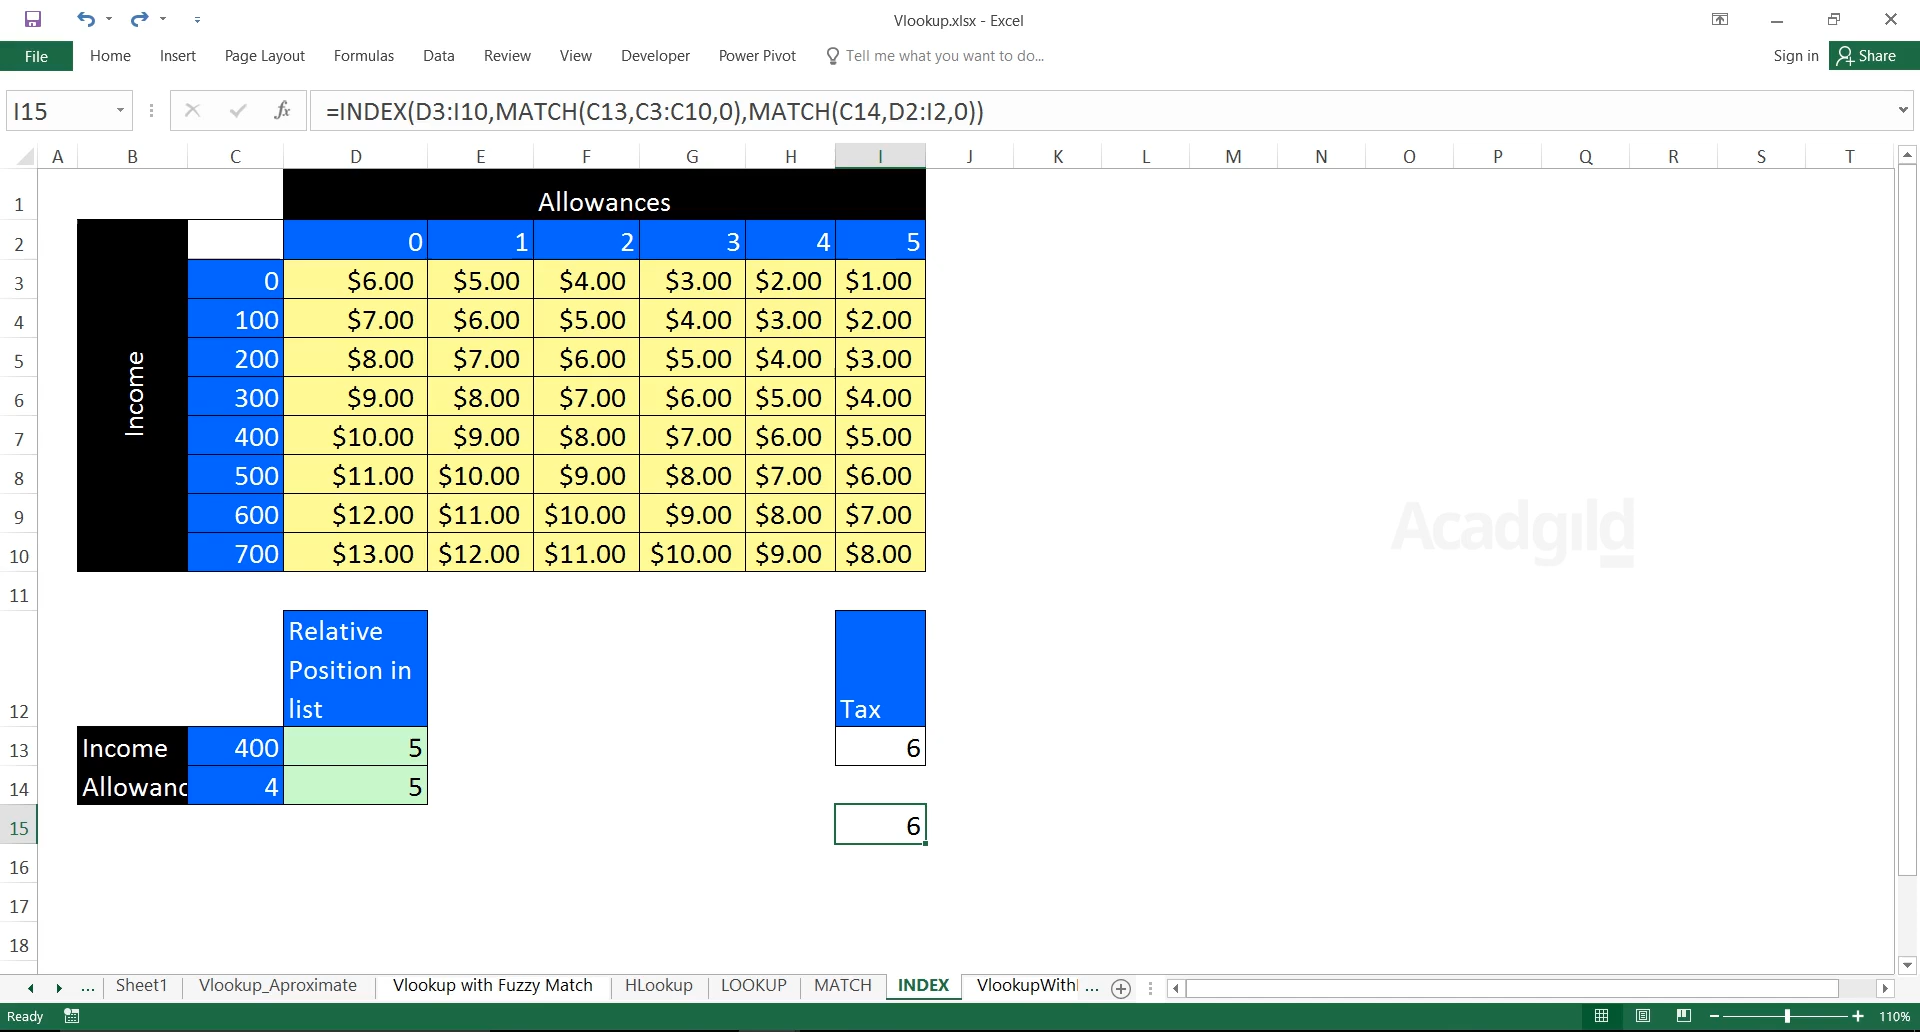 Vlookup.xlsx - Excel
File Home Insert Page Layout Formulas Data Review View Developer Power Pivot Tell me what you want to do... Sign in Share
I15 fx =INDEX(D3:I10,MATCH(C13,C3:C10,0),MATCH(C14,D2:I2,0))
A B C D E F G H I J K L M N O P Q R S T
1 Allowances
2 0 1 2 3 4 5
3 0 $6.00 $5.00 $4.00 $3.00 $2.00 $1.00
4 100 $7.00 $6.00 $5.00 $4.00 $3.00 $2.00
5 200 $8.00 $7.00 $6.00 $5.00 $4.00 $3.00
Income
6 300 $9.00 $8.00 $7.00 $6.00 $5.00 $4.00
7 400 $10.00 $9.00 $8.00 $7.00 $6.00 $5.00
8 500 $11.00 $10.00 $9.00 $8.00 $7.00 $6.00
9 600 $12.00 $11.00 $10.00 $9.00 $8.00 $7.00
Acadgild
10 700 $13.00 $12.00 $11.00 $10.00 $9.00 $8.00
11
Relative
Position in
12 list Tax
13 Income 400 5 6
14 Allowanc 4 5
15 6
16
17
18
... Sheet1 Vlookup_Aproximate Vlookup with Fuzzy Match HLookup LOOKUP MATCH INDEX VlookupWithI ...
Ready 110%